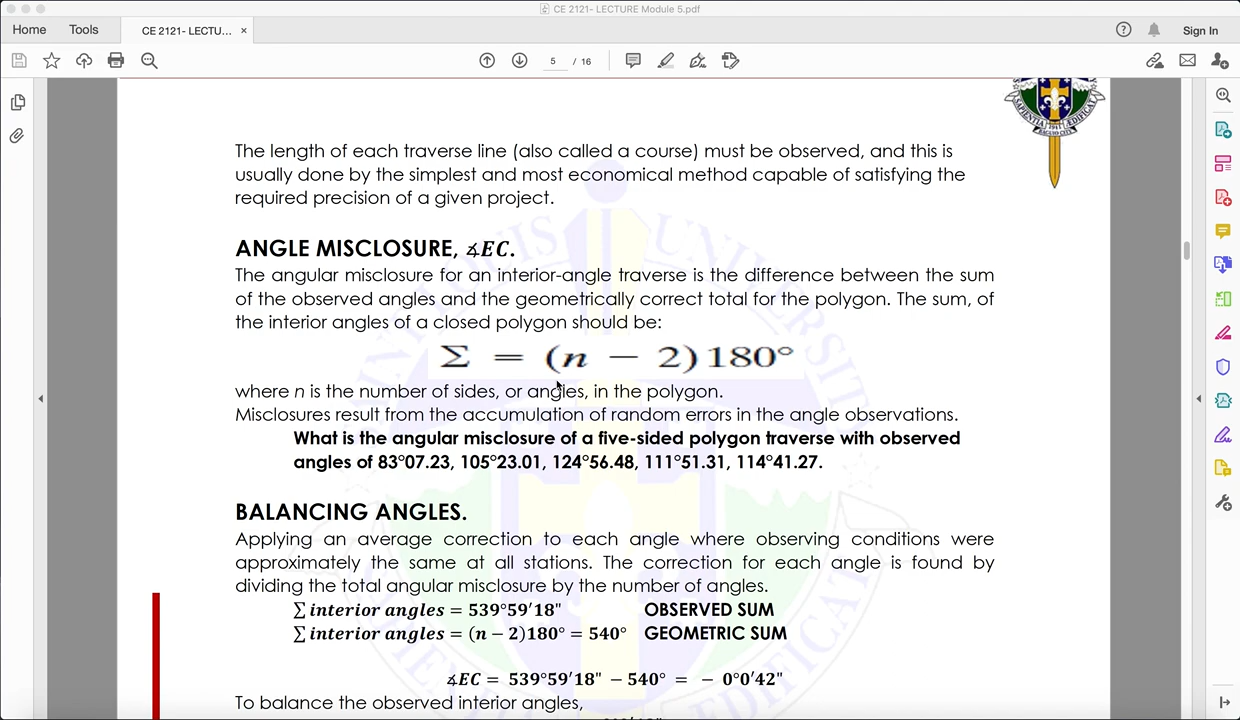 CE 2121- LECTURE Module 5.pdf
Home Tools CE 2121- LECTU... × Sign In
5 / 16
SAPIENTIA ÆDIFICAT
BAGUIO CITY
The length of each traverse line (also called a course) must be observed, and this is
usually done by the simplest and most economical method capable of satisfying the
required precision of a given project.
ANGLE MISCLOSURE, ∡EC.
The angular misclosure for an interior-angle traverse is the difference between the sum
of the observed angles and the geometrically correct total for the polygon. The sum, of
the interior angles of a closed polygon should be:
Σ = (n − 2)180°
where n is the number of sides, or angles, in the polygon.
Misclosures result from the accumulation of random errors in the angle observations.
What is the angular misclosure of a five-sided polygon traverse with observed
angles of 83°07.23, 105°23.01, 124°56.48, 111°51.31, 114°41.27.
BALANCING ANGLES.
Applying an average correction to each angle where observing conditions were
approximately the same at all stations. The correction for each angle is found by
dividing the total angular misclosure by the number of angles.
∑ interior angles = 539°59′18" OBSERVED SUM
∑ interior angles = (n − 2)180° = 540° GEOMETRIC SUM
∡EC = 539°59′18" − 540° = − 0°0′42"
To balance the observed interior angles,